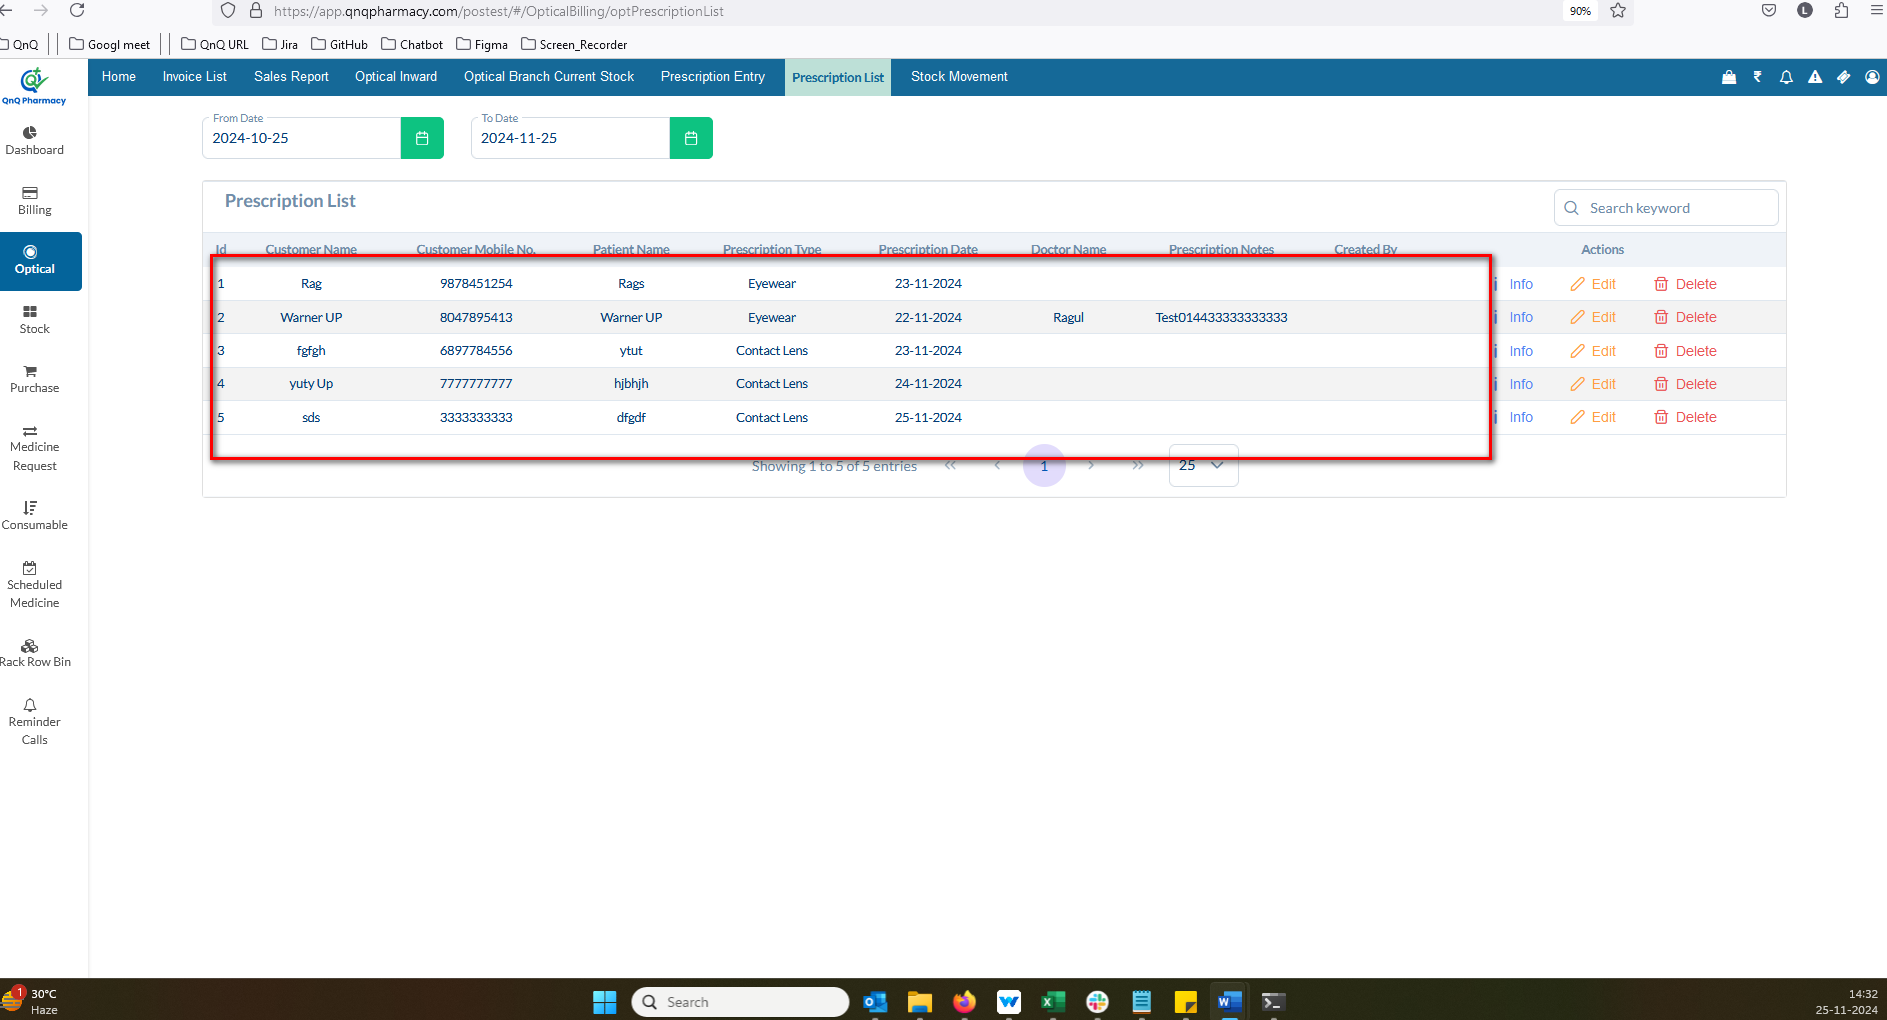 https://app.qnqpharmacy.com/postest/#/OpticalBilling/optPrescriptionList 90% L
QnQ Googl meet QnQ URL Jira GitHub Chatbot Figma Screen_Recorder
QnQ Pharmacy
Home Invoice List Sales Report Optical Inward Optical Branch Current Stock Prescription Entry Prescription List Stock Movement
Dashboard
Billing
Optical
Stock
Purchase
Medicine
Request
Consumable
Scheduled
Medicine
Rack Row Bin
Reminder
Calls
From Date To Date
2024-10-25 2024-11-25
Prescription List
Search keyword
Id Customer Name Customer Mobile No. Patient Name Prescription Type Prescription Date Doctor Name Prescription Notes Created By Actions
1 Rag 9878451254 Rags Eyewear 23-11-2024 Info Edit Delete
2 Warner UP 8047895413 Warner UP Eyewear 22-11-2024 Ragul Test014433333333333 Info Edit Delete
3 fgfgh 6897784556 ytut Contact Lens 23-11-2024 Info Edit Delete
4 yuty Up 7777777777 hjbhjh Contact Lens 24-11-2024 Info Edit Delete
5 sds 3333333333 dfgdf Contact Lens 25-11-2024 Info Edit Delete
Showing 1 to 5 of 5 entries << < 1 > >> 25
1 30°C
Haze
Search
14:32
25-11-2024